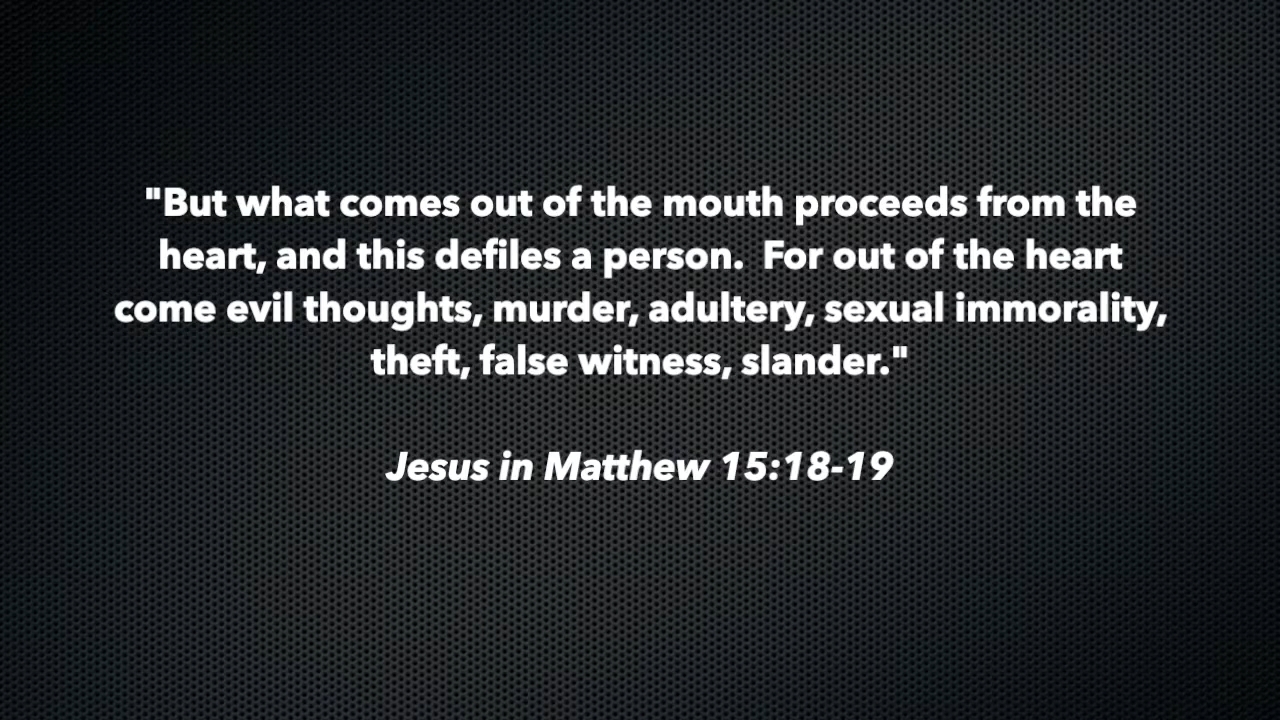 "But what comes out of the mouth proceeds from the
heart, and this defiles a person.  For out of the heart
come evil thoughts, murder, adultery, sexual immorality,
theft, false witness, slander."
Jesus in Matthew 15:18-19